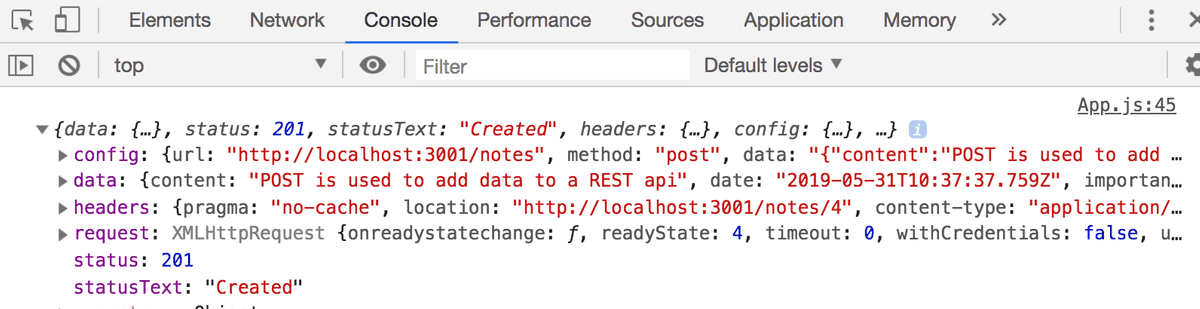 Elements Network Console Performance Sources Application Memory »
top ▼ Filter Default levels ▼
App.js:45
▼{data: {…}, status: 201, statusText: "Created", headers: {…}, config: {…}, …} i
▶config: {url: "http://localhost:3001/notes", method: "post", data: "{"content":"POST is used to add …
▶data: {content: "POST is used to add data to a REST api", date: "2019-05-31T10:37:37.759Z", importan…
▶headers: {pragma: "no-cache", location: "http://localhost:3001/notes/4", content-type: "application/…
▶request: XMLHttpRequest {onreadystatechange: ƒ, readyState: 4, timeout: 0, withCredentials: false, u…
status: 201
statusText: "Created"